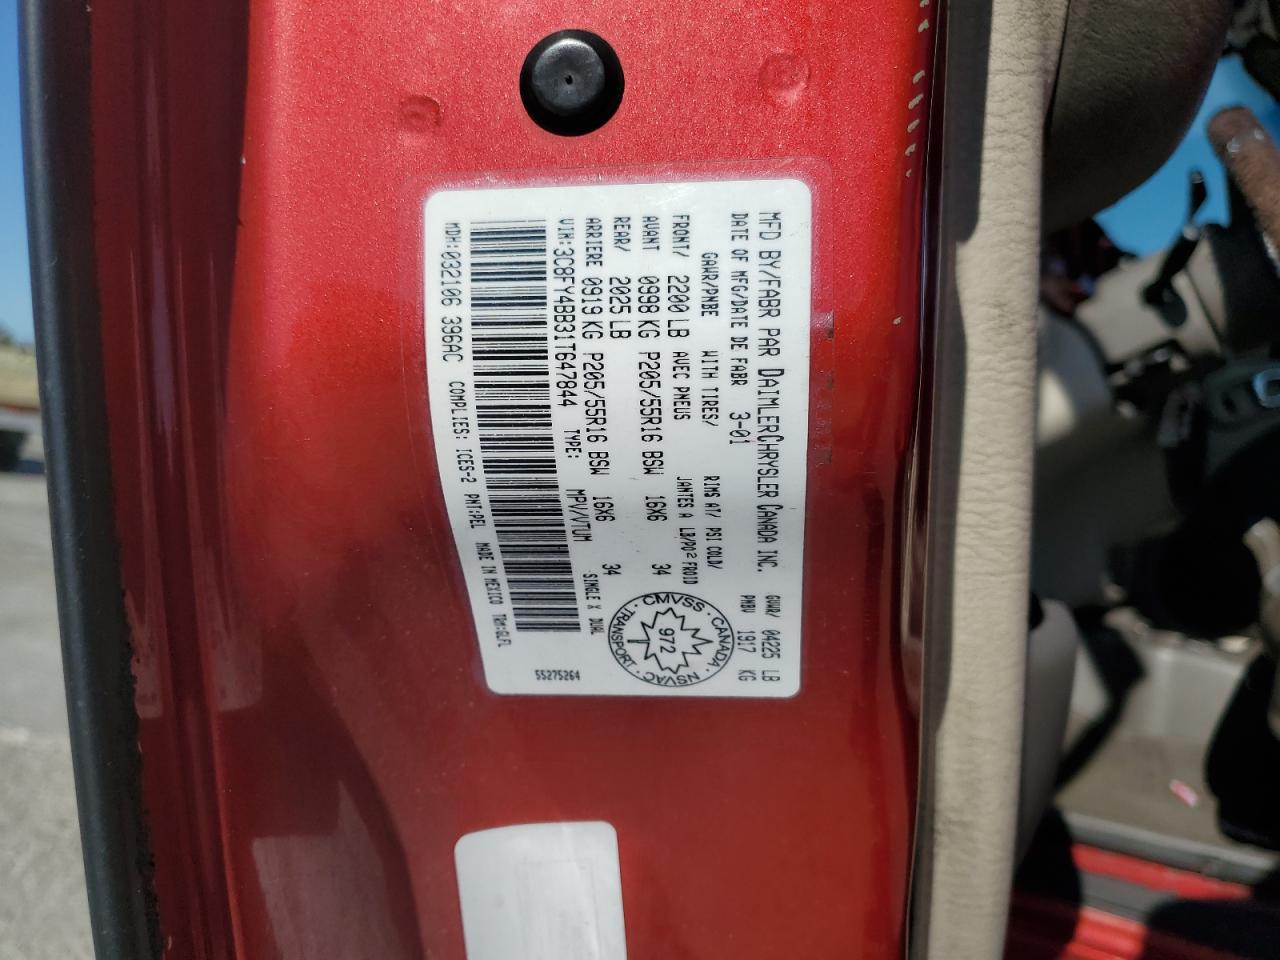 MFD BY/FABR PAR DAIMLERCHRYSLER CANADA INC.
DATE OF MFG/DATE DE FABR 3-01
GVWR/ 04225 LB
PNBV 1917 KG
GAWR/PNBE WITH TIRES/ RIMS AT/ PSI COLD/
AVEC PNEUS JANTES A LB/PO² FROID
FRONT/ 2200 LB
AVANT 0998 KG P205/55R16 BSW 16X6 34
REAR/ 2025 LB
ARRIERE 0919 KG P205/55R16 BSW 16X6 34
VIN:3C8FY4BB31T647844 TYPE: MPV/VTUM SINGLE X DUAL
MDH:032106 396AC COMPLIES: ICES-2 PNT:PEL MADE IN MEXICO TRM:GLFL
55275264
CMVSS · CANADA · NSVAC · TRANSPORT ·
972